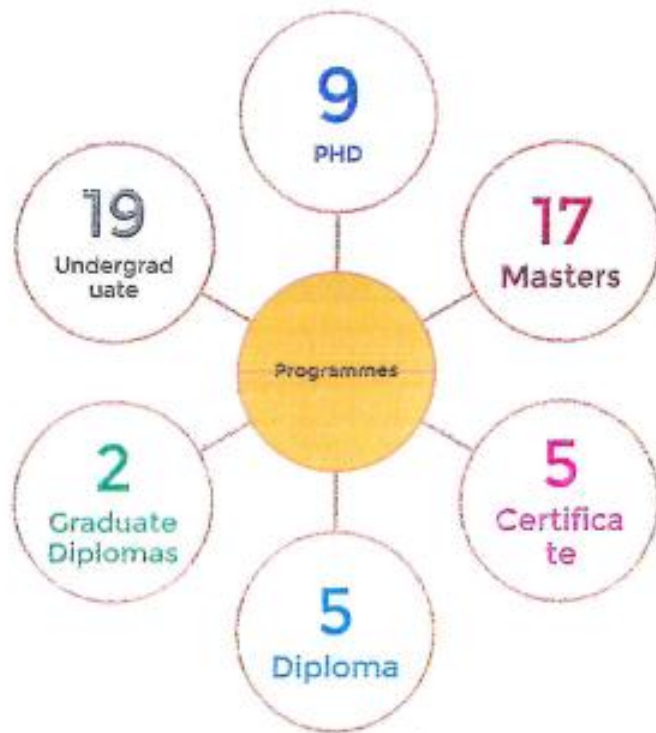 9
PHD
19
Undergrad
uate
17
Masters
Programmes
2
Graduate
Diplomas
5
Certifica
te
5
Diploma